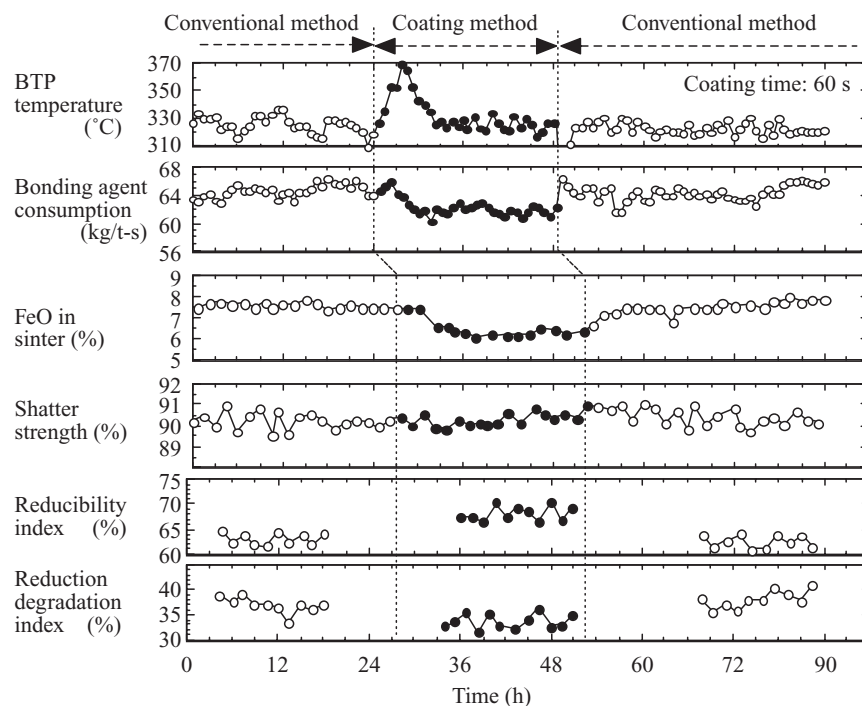 Conventional method Coating method Conventional method
BTP
temperature
(˚C)
370
350
330
310
Coating time: 60 s
Bonding agent
consumption
(kg/t-s)
68
64
60
56
FeO in
sinter (%)
9
8
7
6
5
Shatter
strength (%)
92
91
90
89
Reducibility
index (%)
75
70
65
60
Reduction
degradation
index (%)
40
35
30
0 12 24 36 48 60 72 90
Time (h)